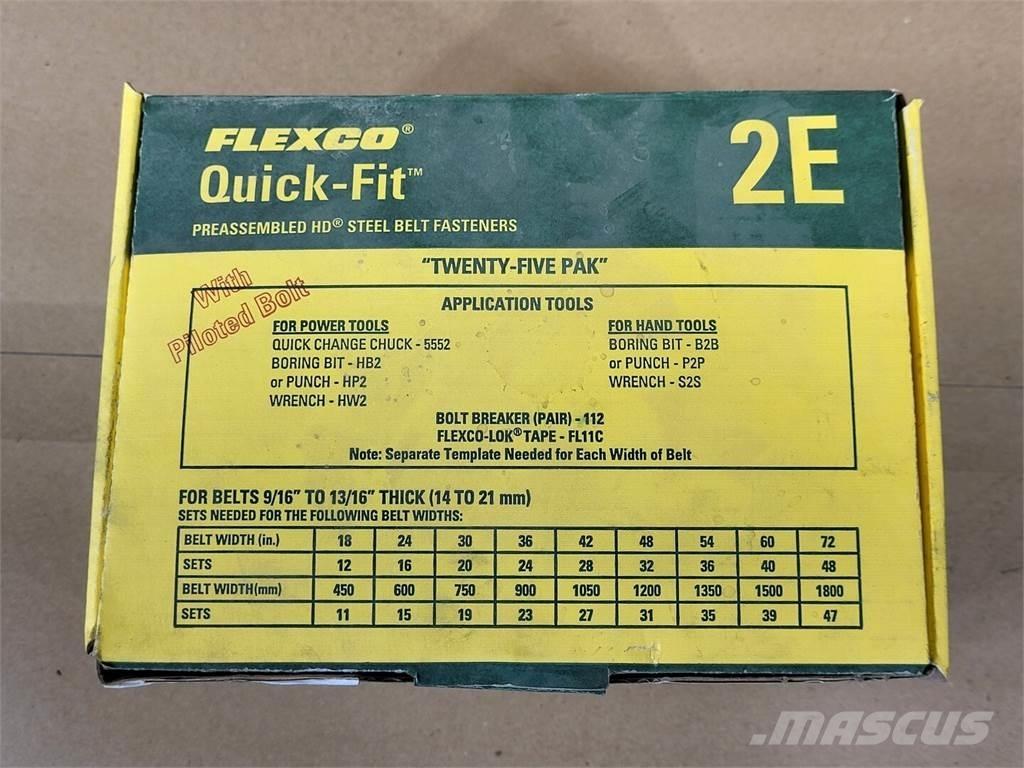 FLEXCO®
Quick-Fit™
2E
PREASSEMBLED HD® STEEL BELT FASTENERS
"TWENTY-FIVE PAK"
With
Piloted Bolt
APPLICATION TOOLS
FOR POWER TOOLS
QUICK CHANGE CHUCK - 5552
BORING BIT - HB2
or PUNCH - HP2
WRENCH - HW2
FOR HAND TOOLS
BORING BIT - B2B
or PUNCH - P2P
WRENCH - S2S
BOLT BREAKER (PAIR) - 112
FLEXCO-LOK® TAPE - FL11C
Note: Separate Template Needed for Each Width of Belt
FOR BELTS 9/16" TO 13/16" THICK (14 TO 21 mm)
SETS NEEDED FOR THE FOLLOWING BELT WIDTHS:
BELT WIDTH (in.) 18 24 30 36 42 48 54 60 72
SETS 12 16 20 24 28 32 36 40 48
BELT WIDTH(mm) 450 600 750 900 1050 1200 1350 1500 1800
SETS 11 15 19 23 27 31 35 39 47
MASCUS